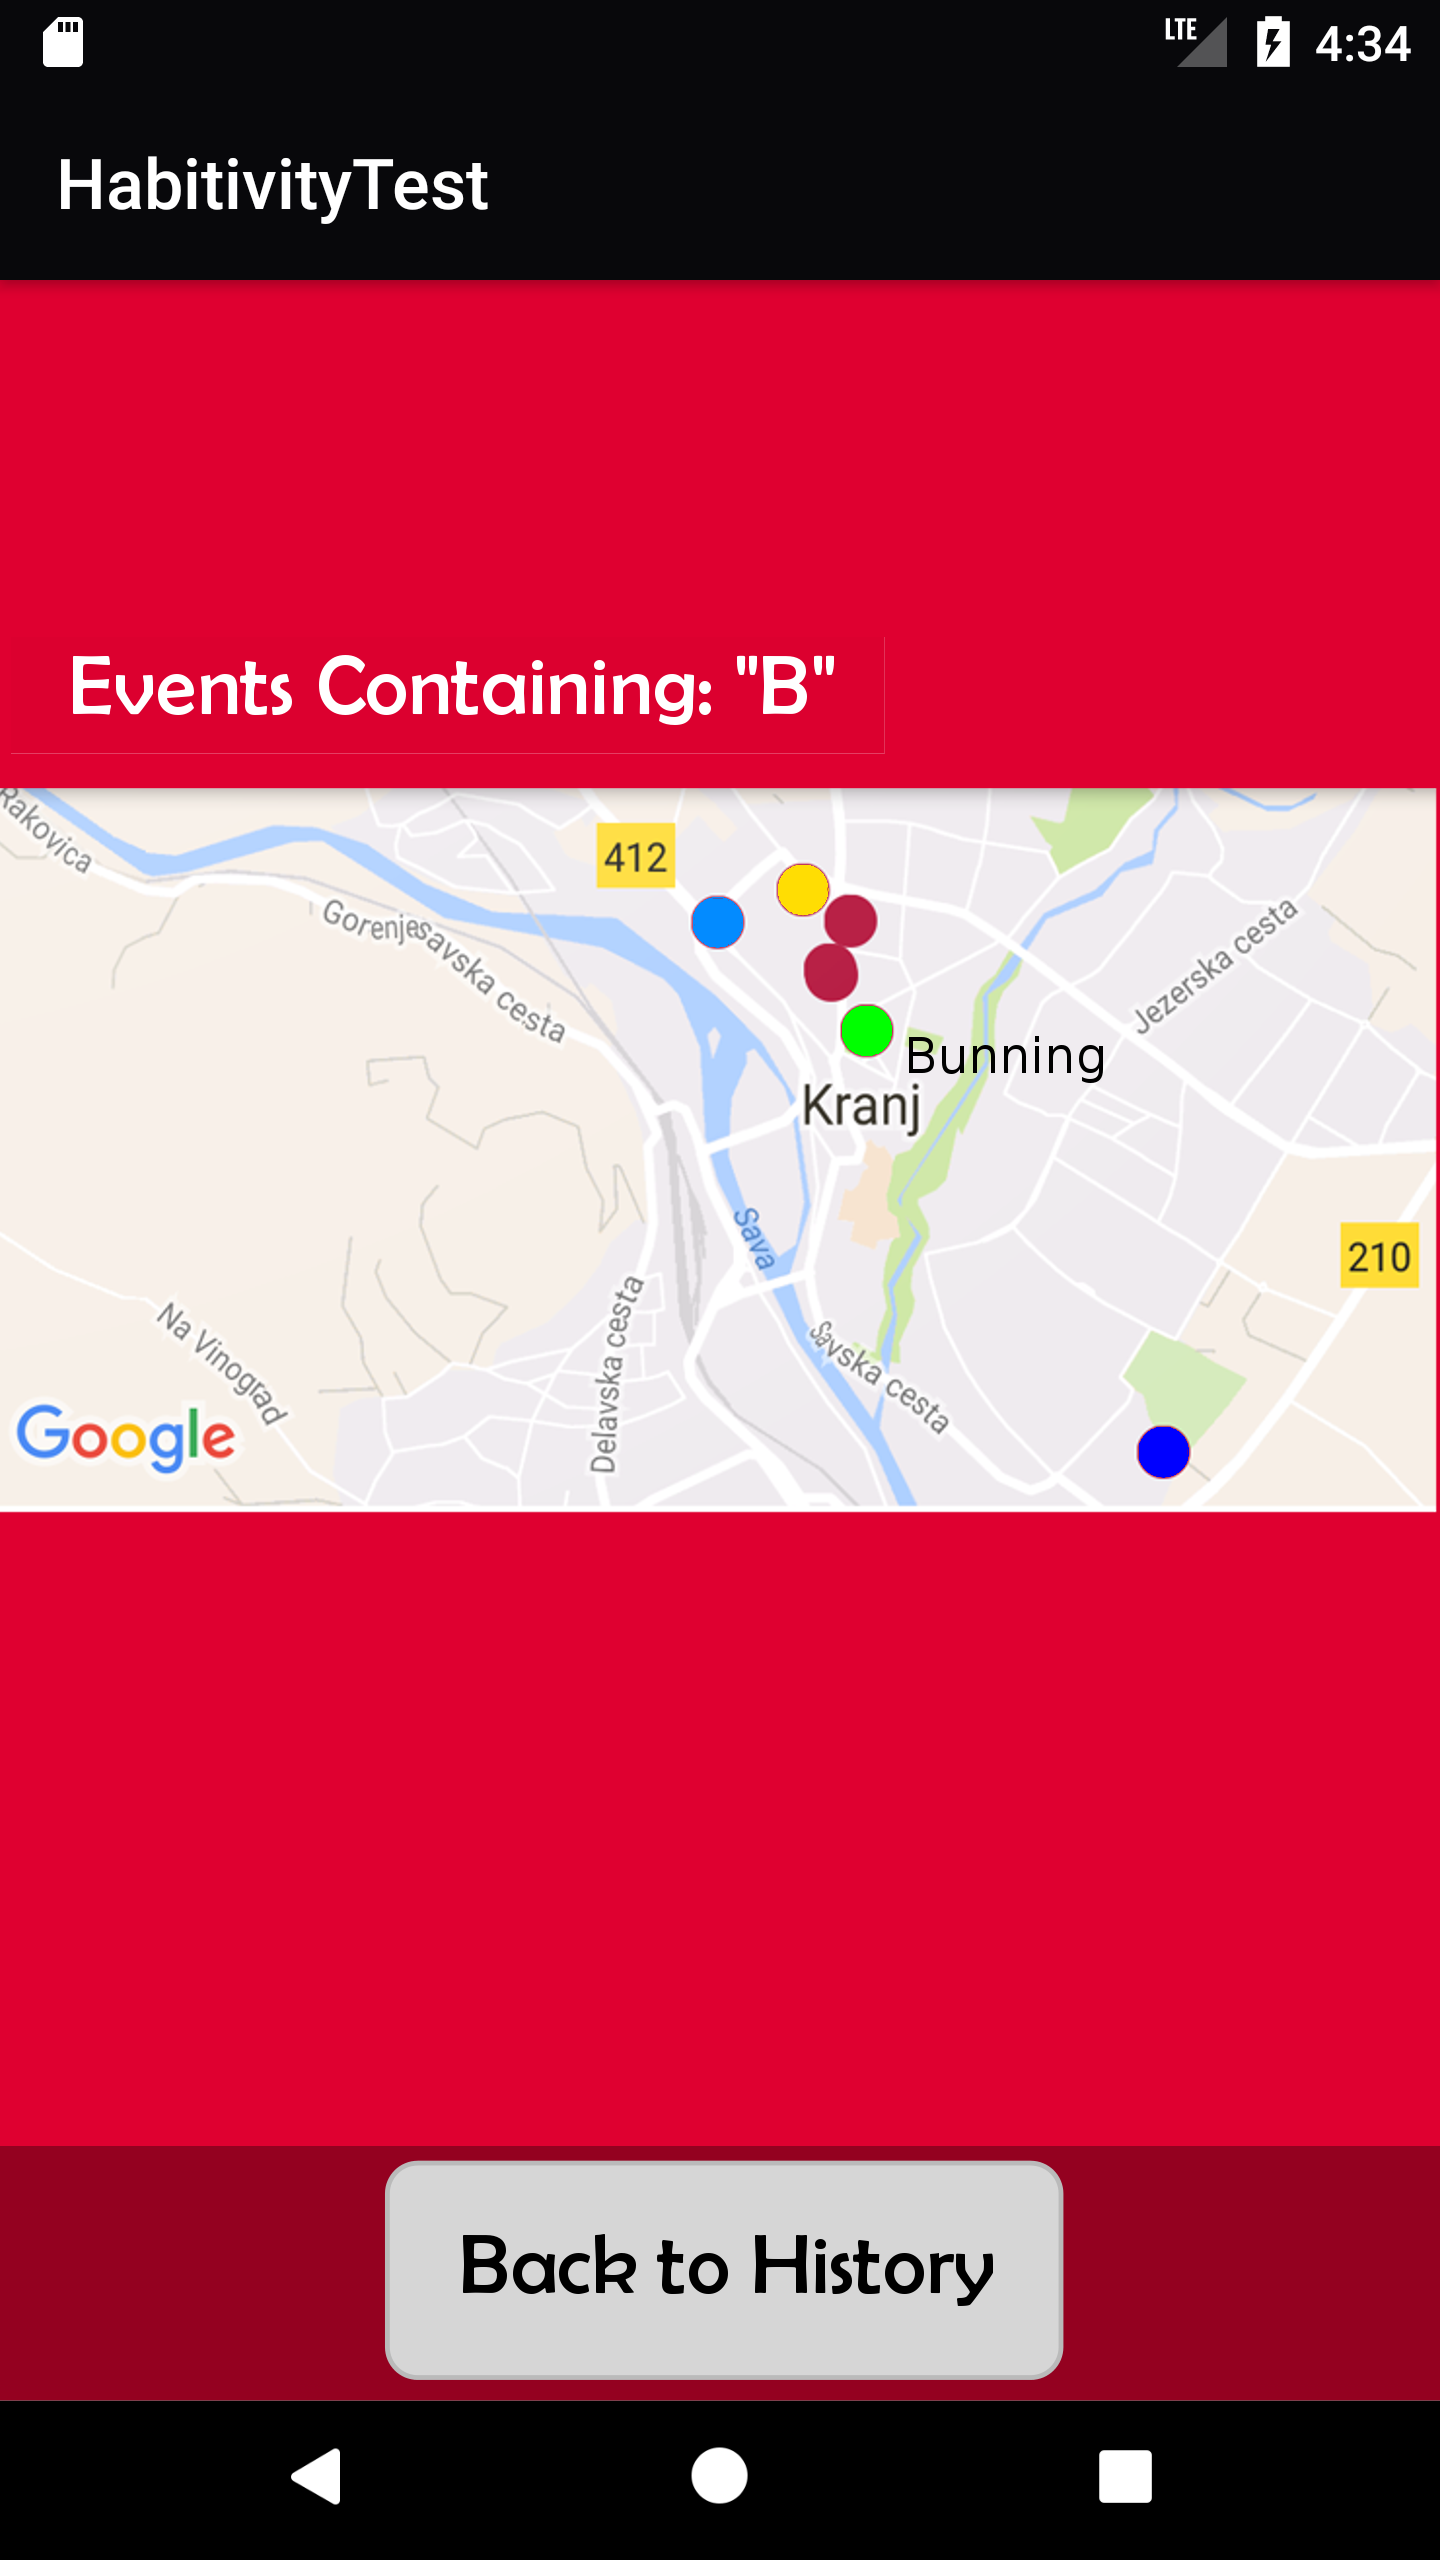 LTE 4:34
HabitivityTest
Events Containing: "B"
Rakovica
412
Gorenjesavska cesta
Jezerska cesta
Bunning
Kranj
Sava
210
Na Vinograd
Delavska cesta
Savska cesta
Google
Back to History